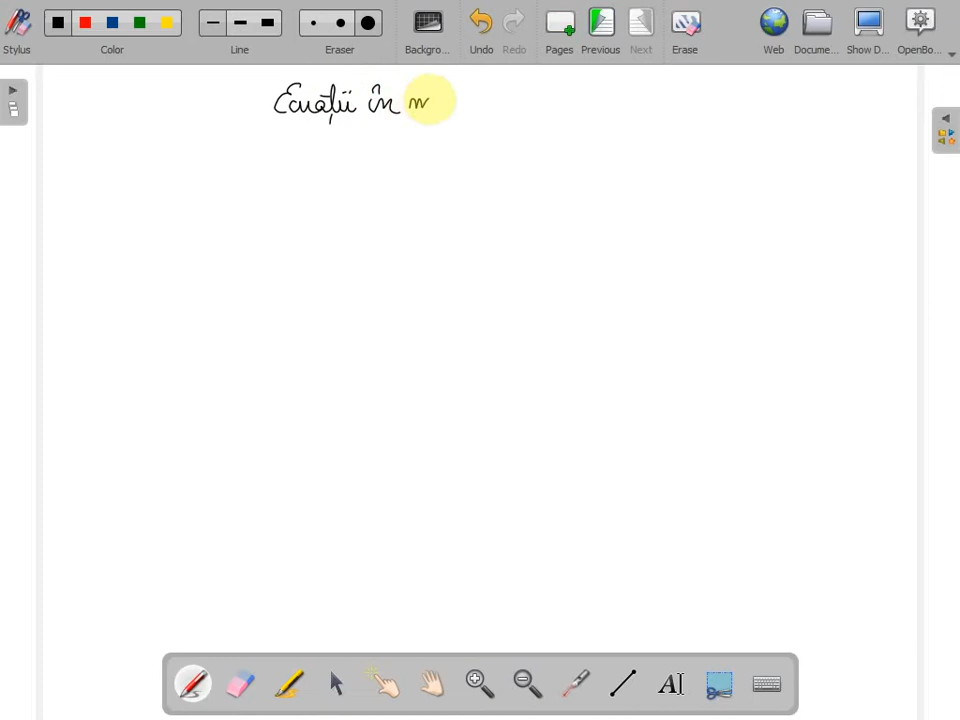 Stylus
Color
Line
Eraser
Backgro...
Undo
Redo
Pages
Previous
Next
Erase
Web
Docume...
Show D...
OpenBo...
Ecuații în
A